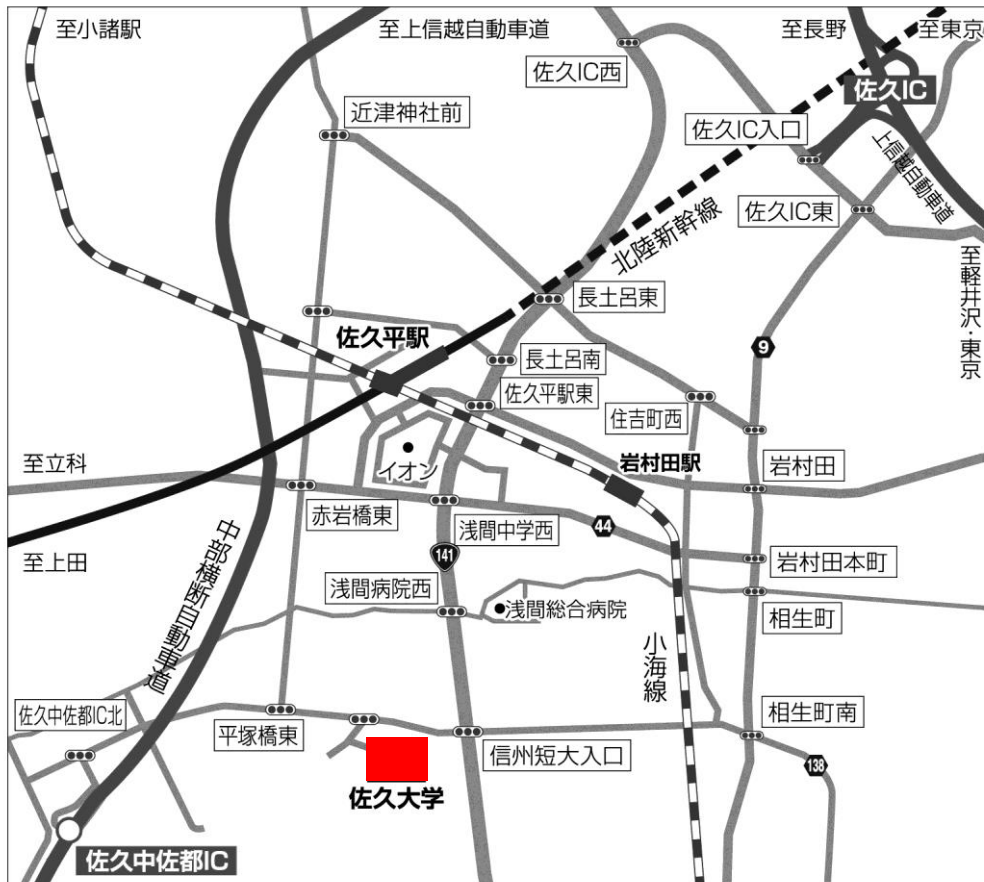 至小諸駅
至上信越自動車道
至長野
至東京
佐久IC西
佐久IC
近津神社前
佐久IC入口
上信越自動車道
佐久IC東
北陸新幹線
至軽井沢・東京
長土呂東
佐久平駅
長土呂南
9
佐久平駅東
住吉町西
イオン
至立科
岩村田駅
岩村田
赤岩橋東
浅間中学西
44
141
至上田
岩村田本町
中部横断自動車道
浅間病院西
浅間総合病院
相生町
小海線
佐久中佐都IC北
平塚橋東
信州短大入口
相生町南
138
佐久大学
佐久中佐都IC